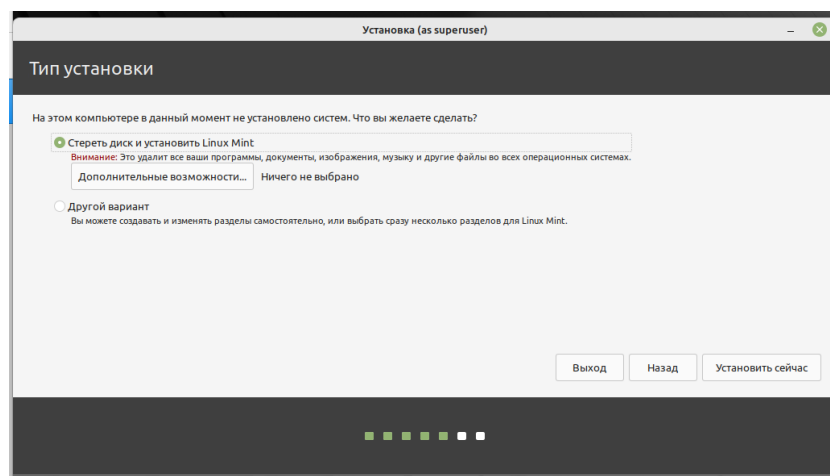 Установка (as superuser)
Тип установки
На этом компьютере в данный момент не установлено систем. Что вы желаете сделать?
Стереть диск и установить Linux Mint
Внимание: Это удалит все ваши программы, документы, изображения, музыку и другие файлы во всех операционных системах.
Дополнительные возможности... Ничего не выбрано
Другой вариант
Вы можете создавать и изменять разделы самостоятельно, или выбрать сразу несколько разделов для Linux Mint.
Выход Назад Установить сейчас